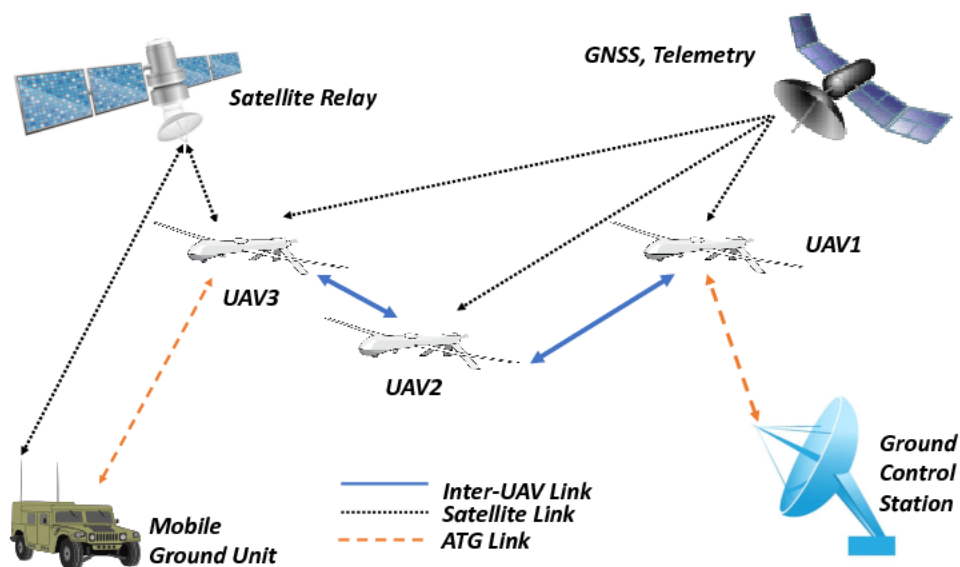 GNSS, Telemetry
Satellite Relay
UAV1
UAV3
UAV2
Ground
Control
Station
Inter-UAV Link
Satellite Link
ATG Link
Mobile
Ground Unit